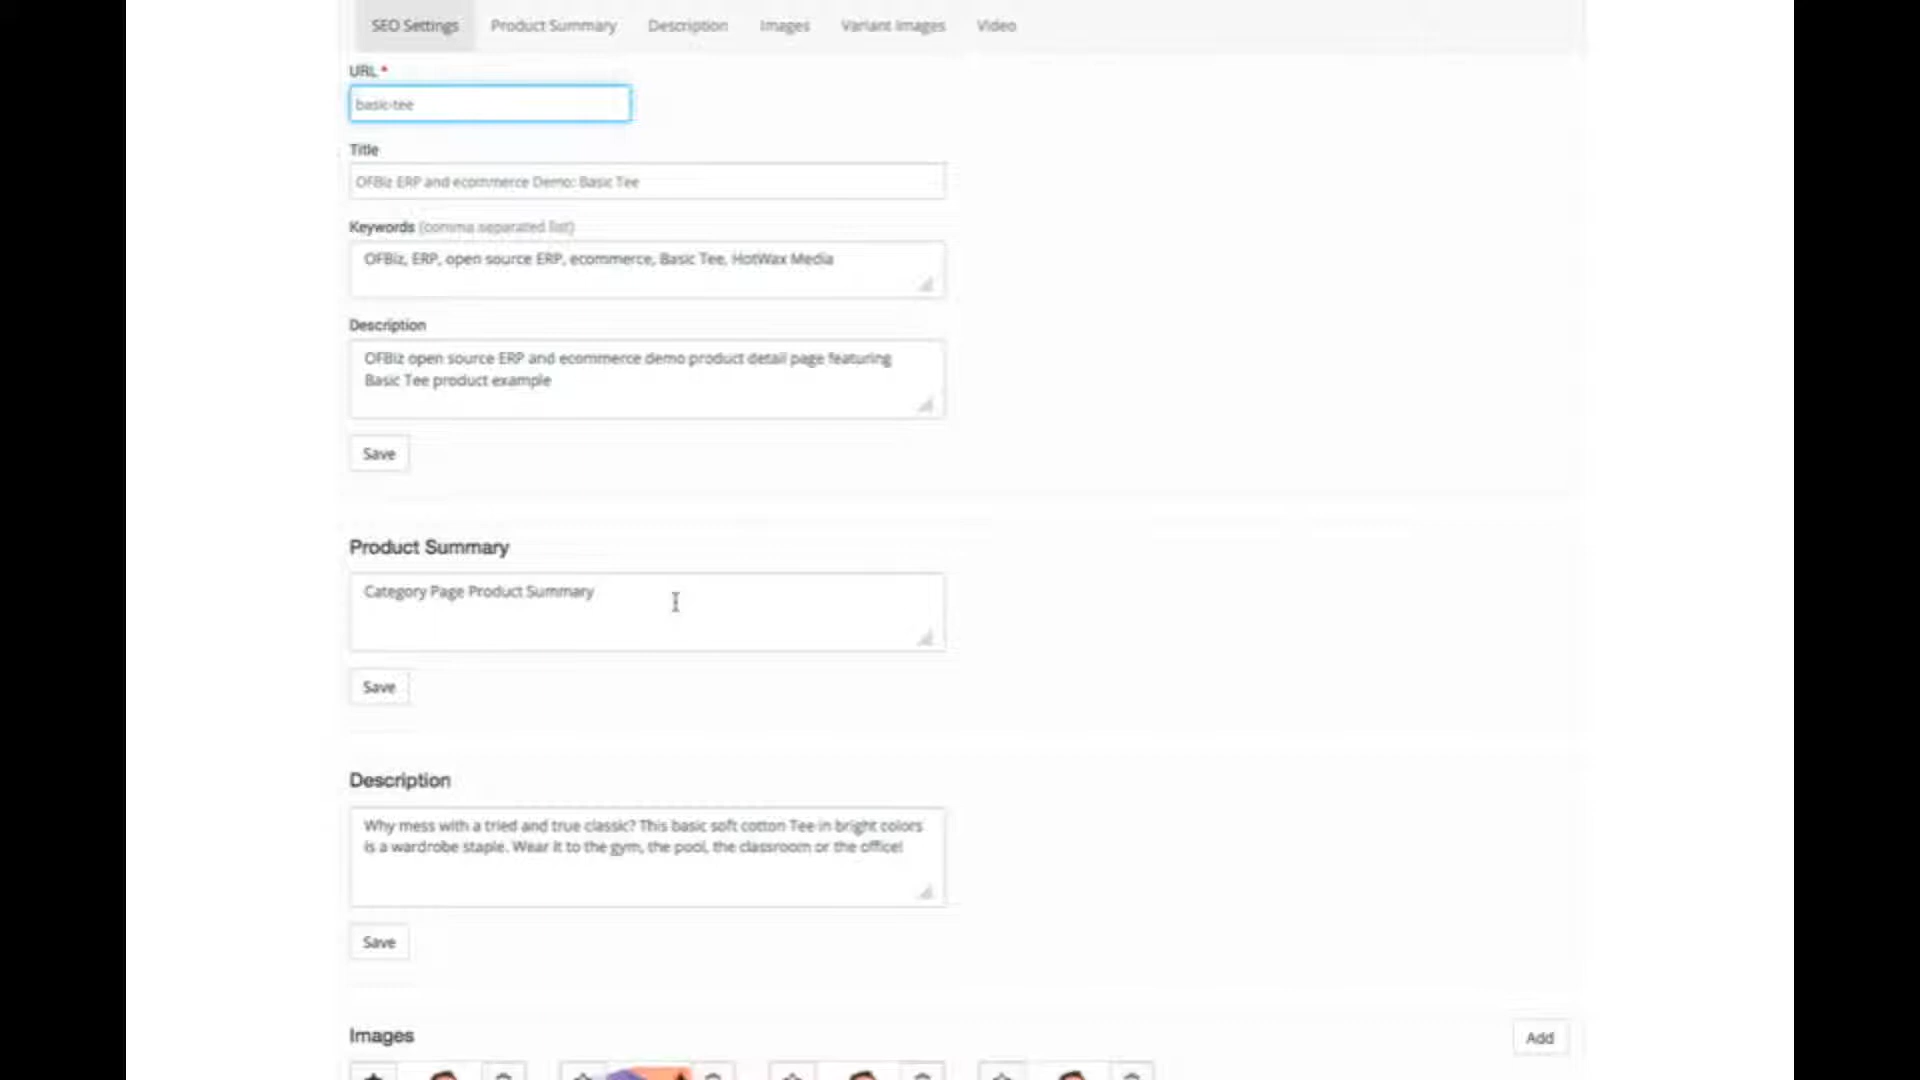 SEO Settings Product Summary Description Images Variant Images Video
URL *
basic-tee
Title
OFBiz ERP and ecommerce Demo: Basic Tee
Keywords (comma separated list)
OFBiz, ERP, open source ERP, ecommerce, Basic Tee, HotWax Media
Description
OFBiz open source ERP and ecommerce demo product detail page featuring
Basic Tee product example
Save
Product Summary
Category Page Product Summary
Save
Description
Why mess with a tried and true classic? This basic soft cotton Tee in bright colors
is a wardrobe staple. Wear it to the gym, the pool, the classroom or the office!
Save
Images Add